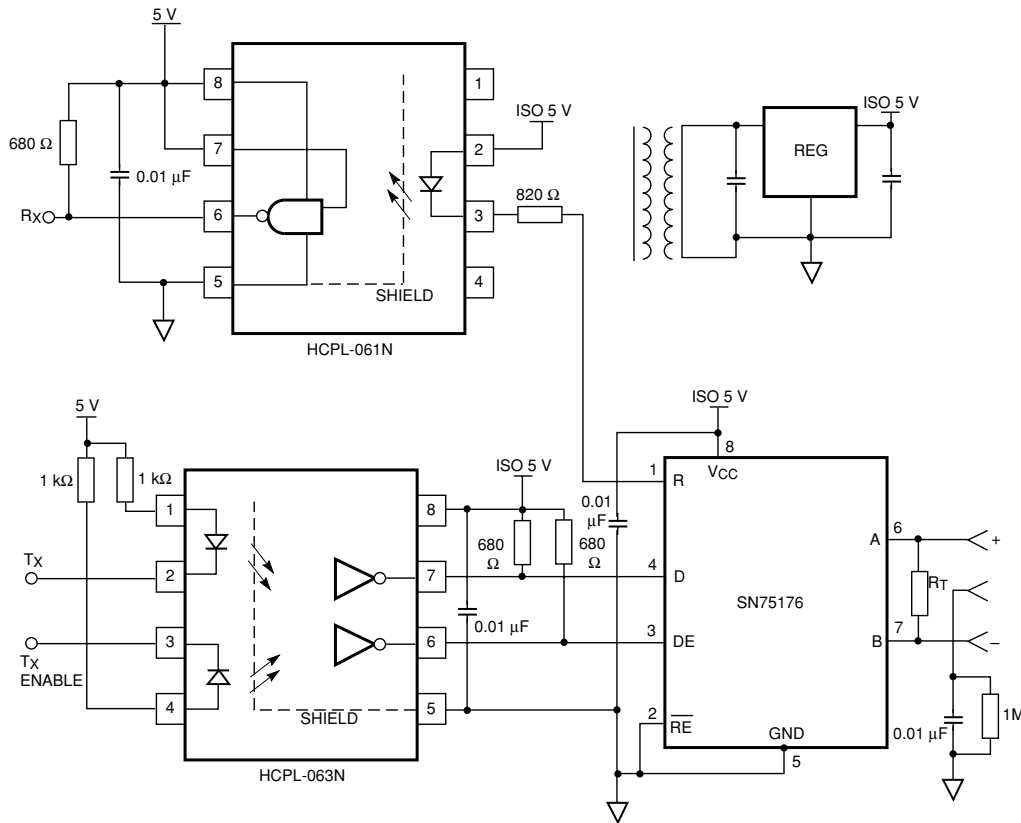 5 V
8
7
6
5
1
2
3
4
680 Ω
0.01 µF
RX
SHIELD
HCPL-061N
ISO 5 V
820 Ω
REG
ISO 5 V
5 V
1 kΩ
1 kΩ
TX
TX
ENABLE
1
2
3
4
8
7
6
5
SHIELD
HCPL-063N
ISO 5 V
680
Ω
680
Ω
0.01 µF
0.01
µF
ISO 5 V
8
VCC
1
R
4
D
3
DE
2
RE
GND
5
SN75176
A
6
B
7
+
–
RT
0.01 µF
1M